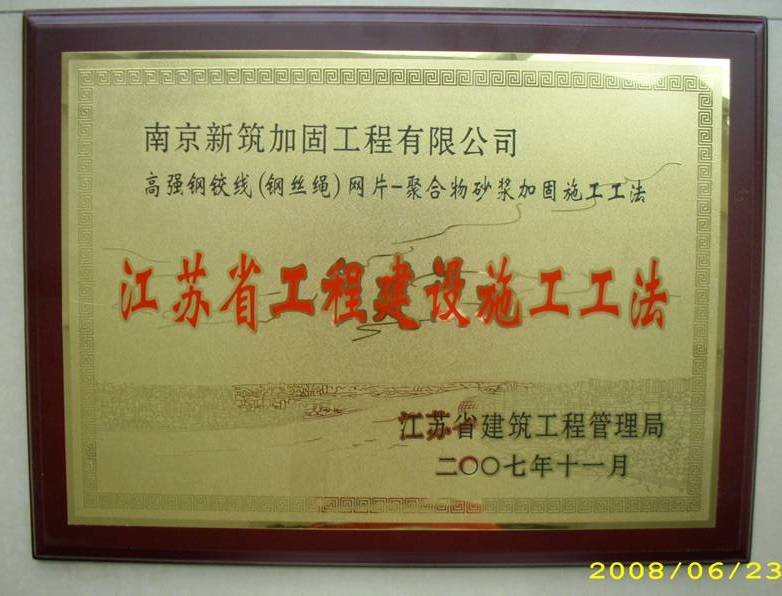 南京新筑加固工程有限公司
高强钢铰线(钢丝绳)网片-聚合物砂浆加固施工工法
江苏省工程建设施工工法
江苏省建筑工程管理局
二〇〇七年十一月
2008/06/23